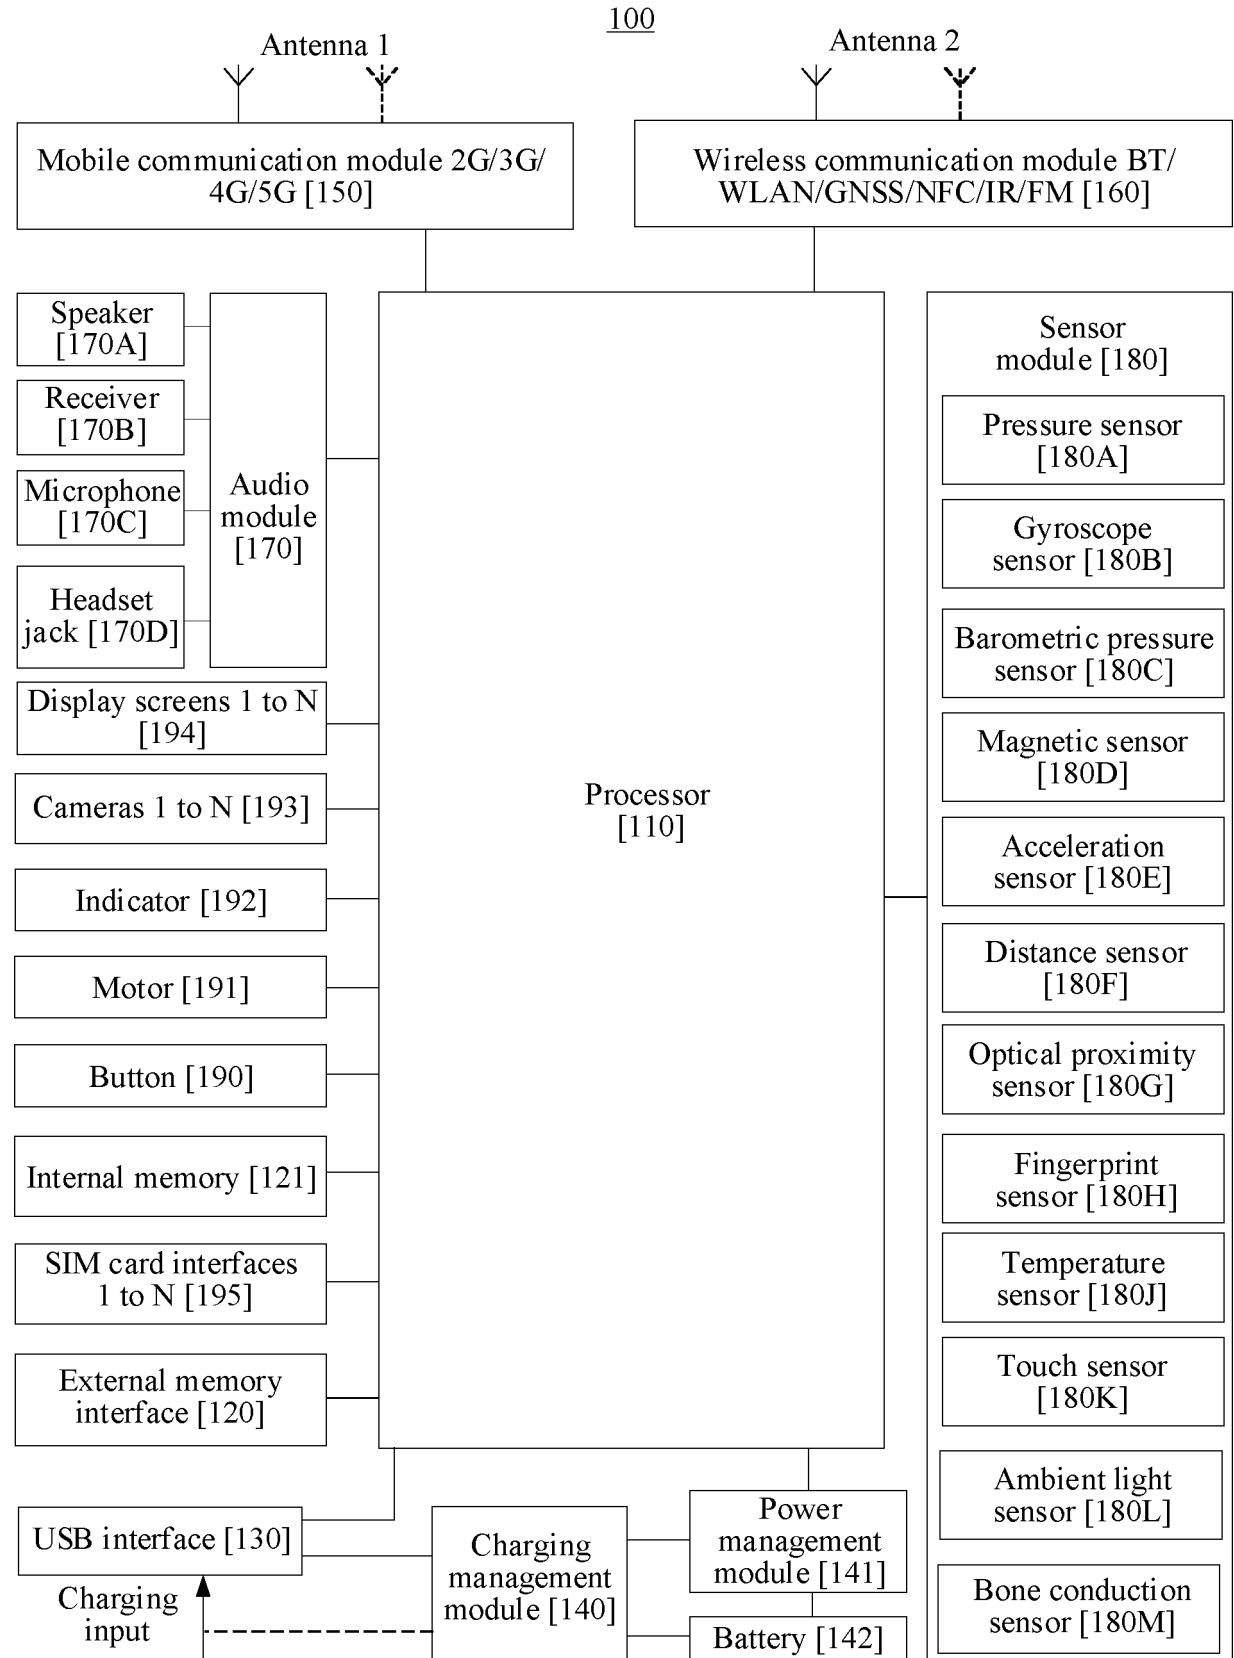 100
Antenna 1
Antenna 2
Mobile communication module 2G/3G/
4G/5G [150]
Wireless communication module BT/
WLAN/GNSS/NFC/IR/FM [160]
Speaker
[170A]
Receiver
[170B]
Microphone
[170C]
Headset
jack [170D]
Audio
module
[170]
Display screens 1 to N
[194]
Cameras 1 to N [193]
Indicator [192]
Motor [191]
Button [190]
Internal memory [121]
SIM card interfaces
1 to N [195]
External memory
interface [120]
Processor
[110]
Sensor
module [180]
Pressure sensor
[180A]
Gyroscope
sensor [180B]
Barometric pressure
sensor [180C]
Magnetic sensor
[180D]
Acceleration
sensor [180E]
Distance sensor
[180F]
Optical proximity
sensor [180G]
Fingerprint
sensor [180H]
Temperature
sensor [180J]
Touch sensor
[180K]
Ambient light
sensor [180L]
Bone conduction
sensor [180M]
USB interface [130]
Charging
input
Charging
management
module [140]
Power
management
module [141]
Battery [142]